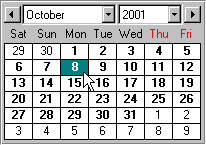 October 2001
Sat Sun Mon Tue Wed Thu Fri
29 30 1 2 3 4 5
6 7 8 9 10 11 12
13 14 15 16 17 18 19
20 21 22 23 24 25 26
27 28 29 30 31 1 2
3 4 5 6 7 8 9